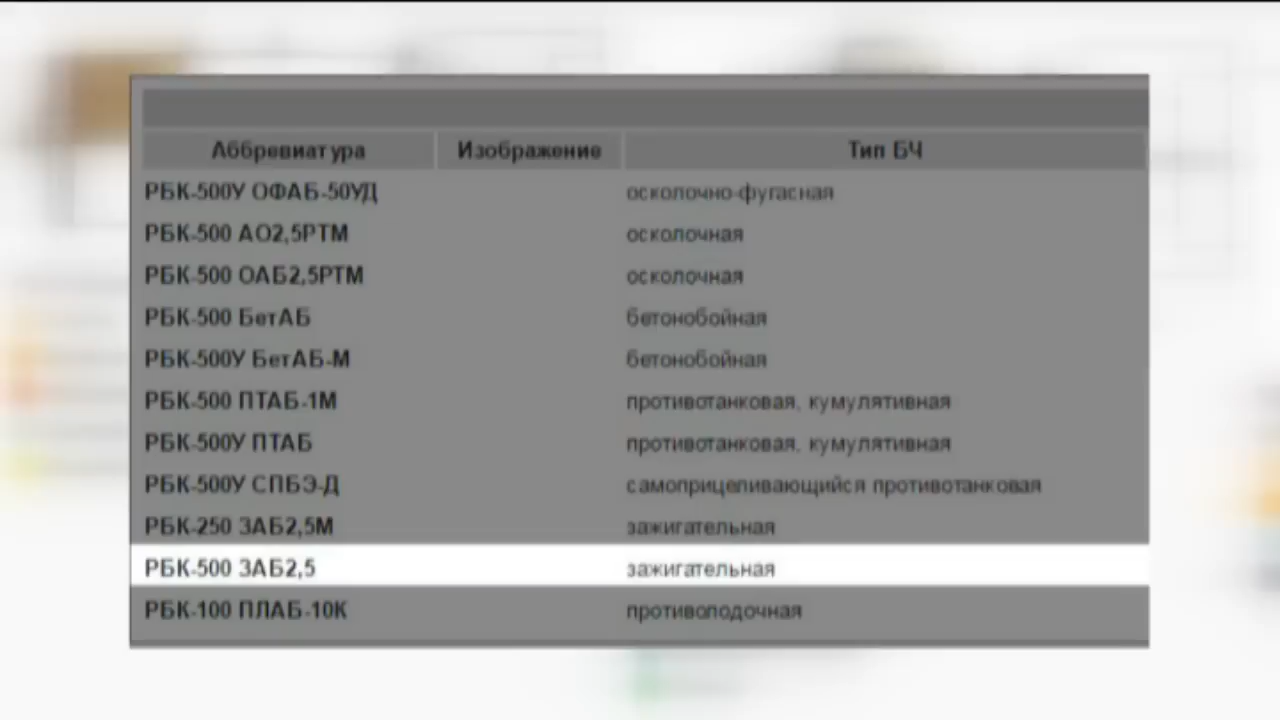 Аббревиатура Изображение Тип БЧ
РБК-500У ОФАБ-50УД осколочно-фугасная
РБК-500 АО2,5РТМ осколочная
РБК-500 ОАБ2,5РТМ осколочная
РБК-500 БетАБ бетонобойная
РБК-500У БетАБ-М бетонобойная
РБК-500 ПТАБ-1М противотанковая, кумулятивная
РБК-500У ПТАБ противотанковая, кумулятивная
РБК-500У СПБЭ-Д самоприцеливающийся противотанковая
РБК-250 ЗАБ2,5М зажигательная
РБК-500 ЗАБ2,5 зажигательная
РБК-100 ПЛАБ-10К противолодочная